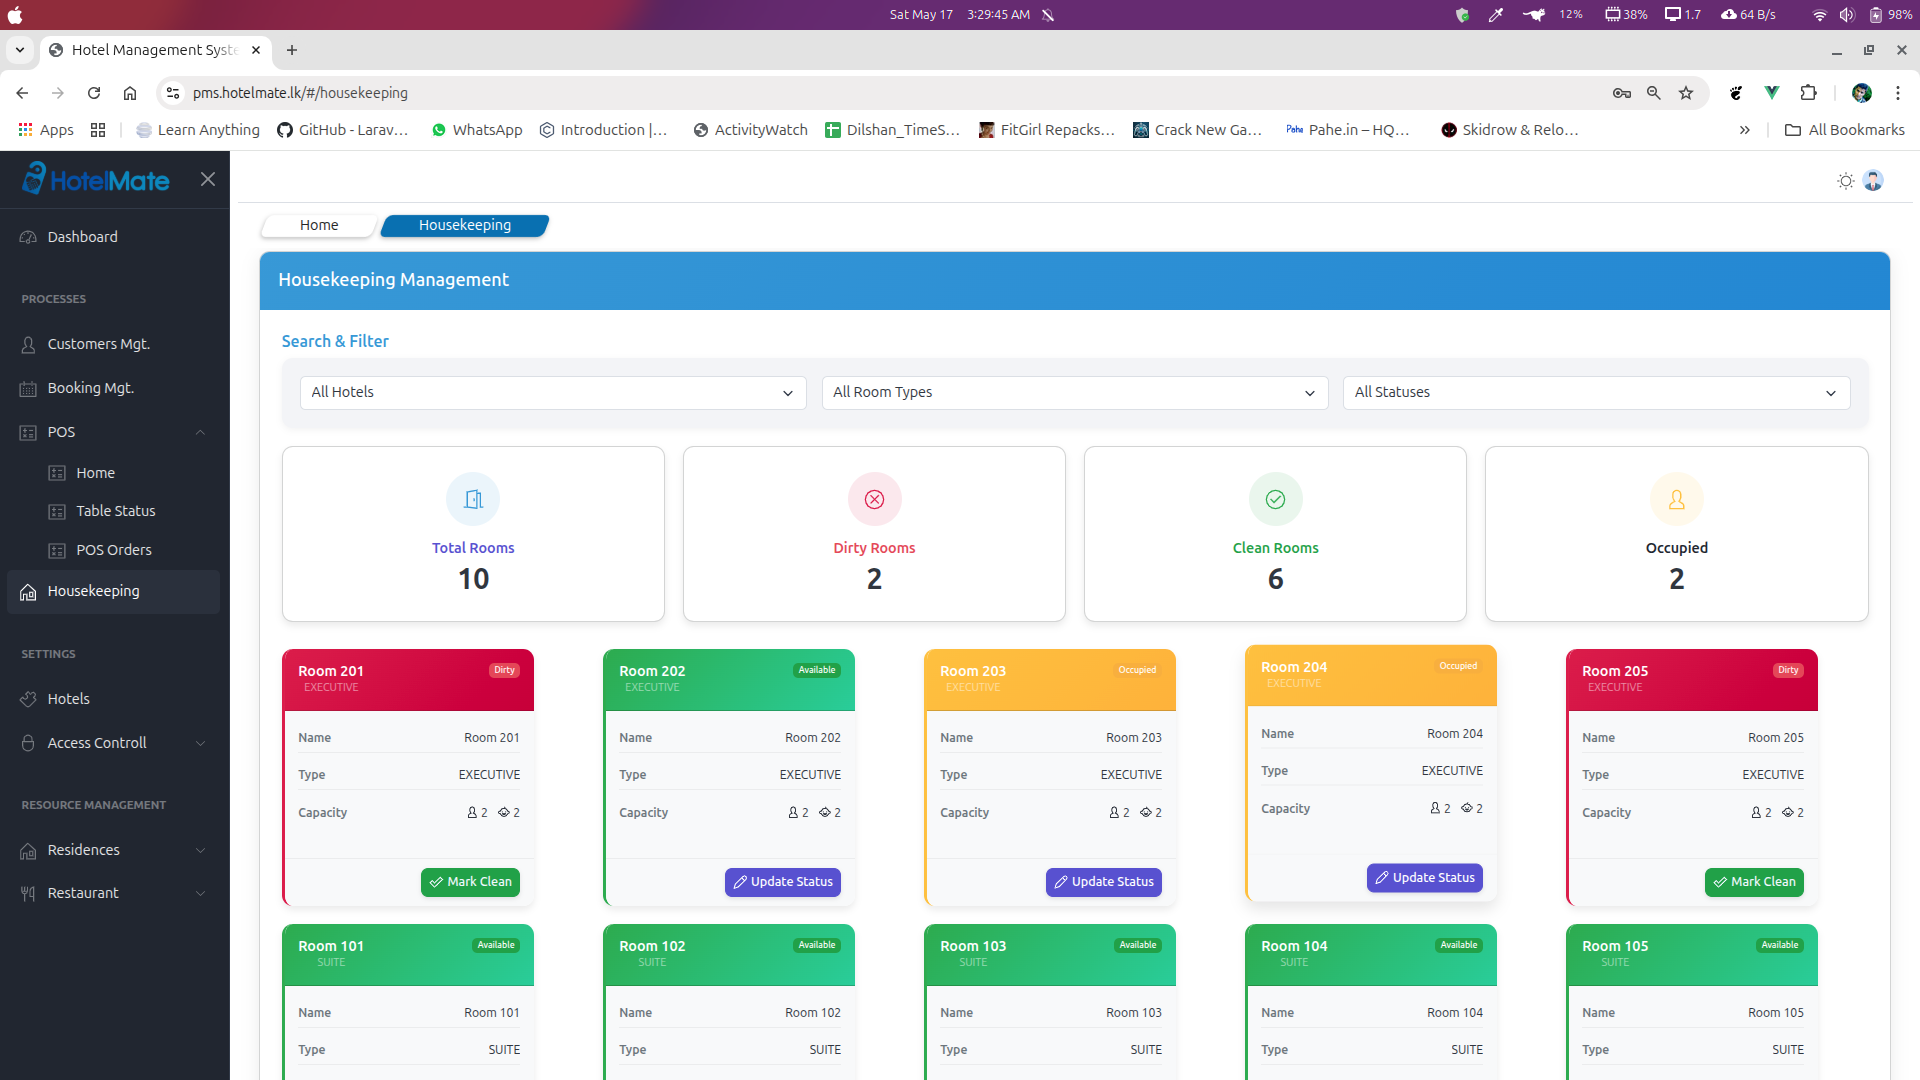 Sat May 17 3:29:45 AM 12% 38% 1.7 64 B/s 98%
Hotel Management Syste
pms.hotelmate.lk/#/housekeeping
Apps Learn Anything GitHub - Larav... WhatsApp Introduction |... ActivityWatch Dilshan_TimeS... FitGirl Repacks... Crack New Ga... Pahe Pahe.in – HQ... Skidrow & Relo... » All Bookmarks
HotelMate
Dashboard
PROCESSES
Customers Mgt.
Booking Mgt.
POS
Home
Table Status
POS Orders
Housekeeping
SETTINGS
Hotels
Access Controll
RESOURCE MANAGEMENT
Residences
Restaurant
Home Housekeeping
Housekeeping Management
Search & Filter
All Hotels All Room Types All Statuses
Total Rooms
10
Dirty Rooms
2
Clean Rooms
6
Occupied
2
Room 201 Dirty
EXECUTIVE
Name Room 201
Type EXECUTIVE
Capacity 2 2
Mark Clean
Room 202 Available
EXECUTIVE
Name Room 202
Type EXECUTIVE
Capacity 2 2
Update Status
Room 203 Occupied
EXECUTIVE
Name Room 203
Type EXECUTIVE
Capacity 2 2
Update Status
Room 204 Occupied
EXECUTIVE
Name Room 204
Type EXECUTIVE
Capacity 2 2
Update Status
Room 205 Dirty
EXECUTIVE
Name Room 205
Type EXECUTIVE
Capacity 2 2
Mark Clean
Room 101 Available
SUITE
Name Room 101
Type SUITE
Room 102 Available
SUITE
Name Room 102
Type SUITE
Room 103 Available
SUITE
Name Room 103
Type SUITE
Room 104 Available
SUITE
Name Room 104
Type SUITE
Room 105 Available
SUITE
Name Room 105
Type SUITE